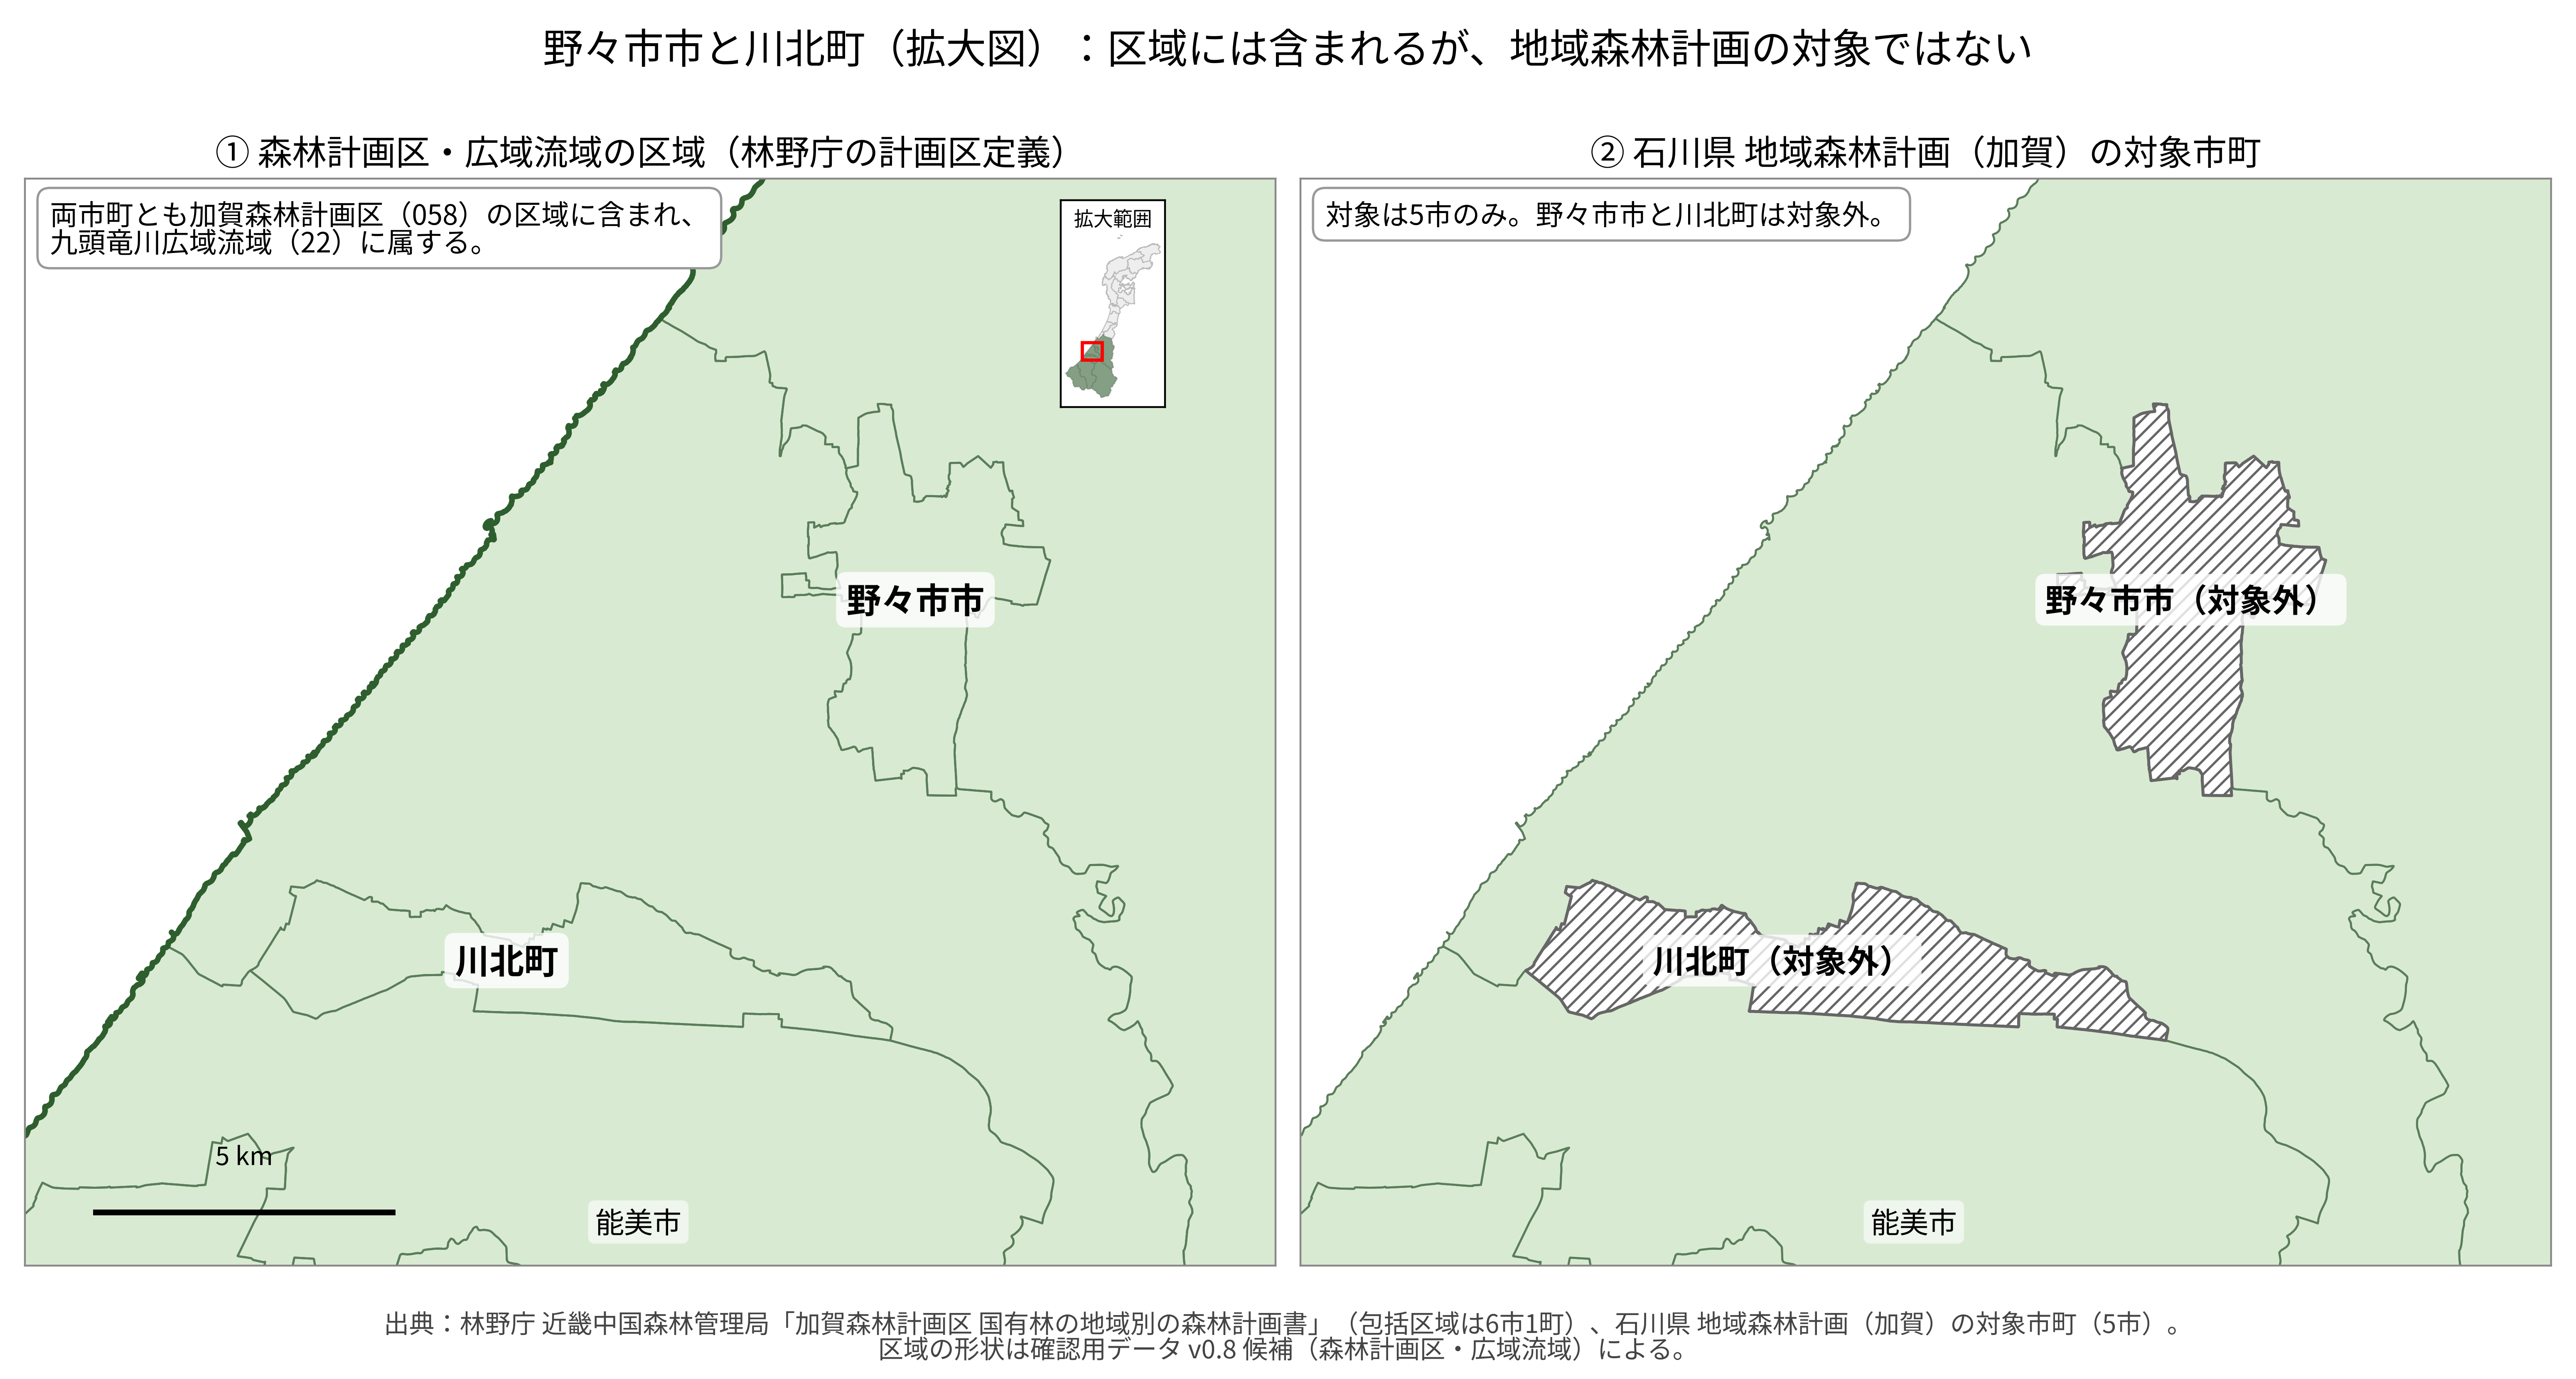 野々市市と川北町（拡大図）：区域には含まれるが、地域森林計画の対象ではない
① 森林計画区・広域流域の区域（林野庁の計画区定義）
両市町とも加賀森林計画区（058）の区域に含まれ、
九頭竜川広域流域（22）に属する。
拡大範囲
野々市市
川北町
5 km
能美市
② 石川県 地域森林計画（加賀）の対象市町
対象は5市のみ。野々市市と川北町は対象外。
野々市市（対象外）
川北町（対象外）
能美市
出典：林野庁 近畿中国森林管理局「加賀森林計画区 国有林の地域別の森林計画書」（包括区域は6市1町）、石川県 地域森林計画（加賀）の対象市町（5市）。
区域の形状は確認用データ v0.8 候補（森林計画区・広域流域）による。